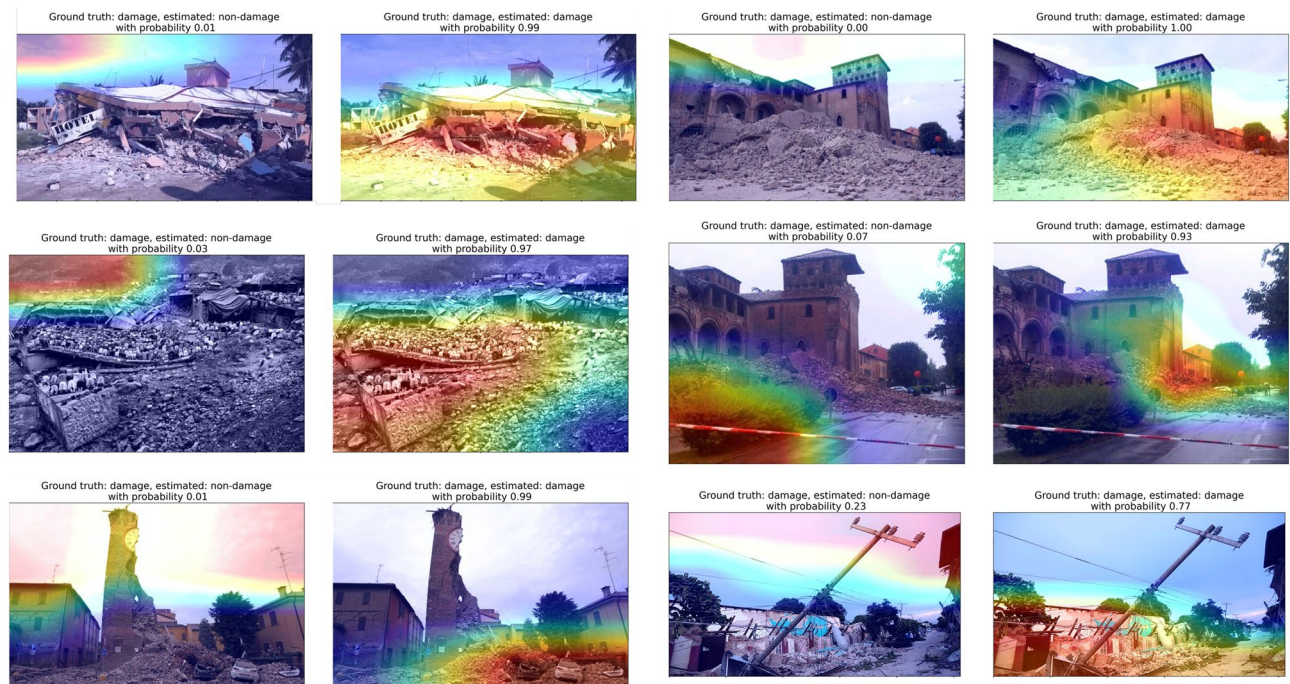 Ground truth: damage, estimated: non-damage
with probability 0.01
Ground truth: damage, estimated: damage
with probability 0.99
Ground truth: damage, estimated: non-damage
with probability 0.00
Ground truth: damage, estimated: damage
with probability 1.00
HOTEL
HOTEL
Ground truth: damage, estimated: non-damage
with probability 0.03
Ground truth: damage, estimated: damage
with probability 0.97
Ground truth: damage, estimated: non-damage
with probability 0.07
Ground truth: damage, estimated: damage
with probability 0.93
Ground truth: damage, estimated: non-damage
with probability 0.01
Ground truth: damage, estimated: damage
with probability 0.99
Ground truth: damage, estimated: non-damage
with probability 0.23
Ground truth: damage, estimated: damage
with probability 0.77